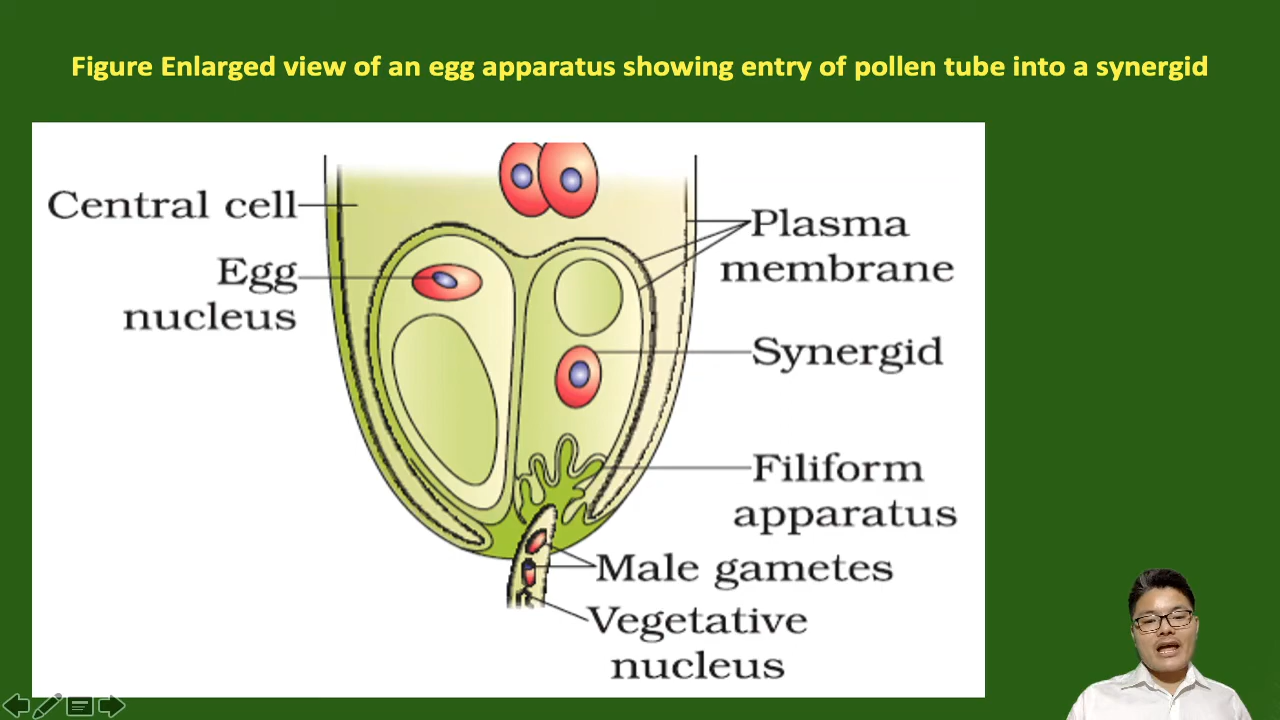 Figure Enlarged view of an egg apparatus showing entry of pollen tube into a synergid
Central cell
Egg
nucleus
Plasma
membrane
Synergid
Filiform
apparatus
Male gametes
Vegetative
nucleus